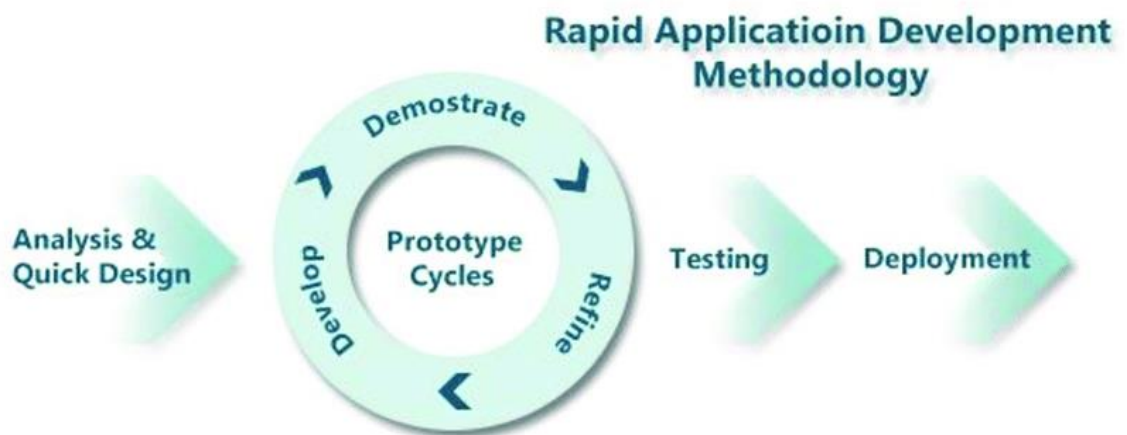 Rapid Applicatioin Development
Methodology
Analysis &
Quick Design
Demostrate
Refine
Develop
Prototype
Cycles
Testing
Deployment